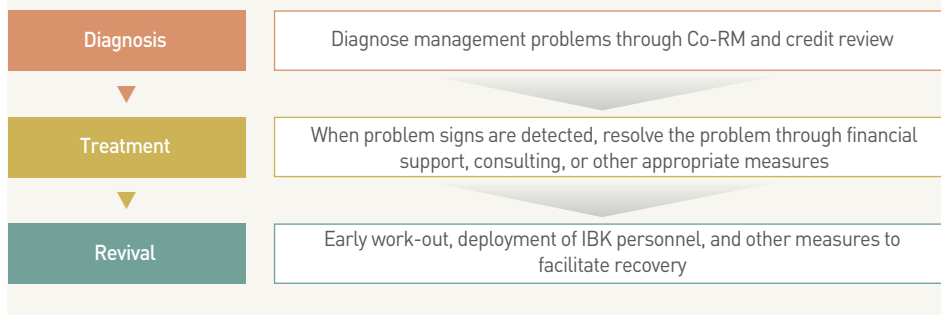 Diagnosis
Diagnose management problems through Co-RM and credit review
Treatment
When problem signs are detected, resolve the problem through financial
support, consulting, or other appropriate measures
Revival
Early work-out, deployment of IBK personnel, and other measures to
facilitate recovery